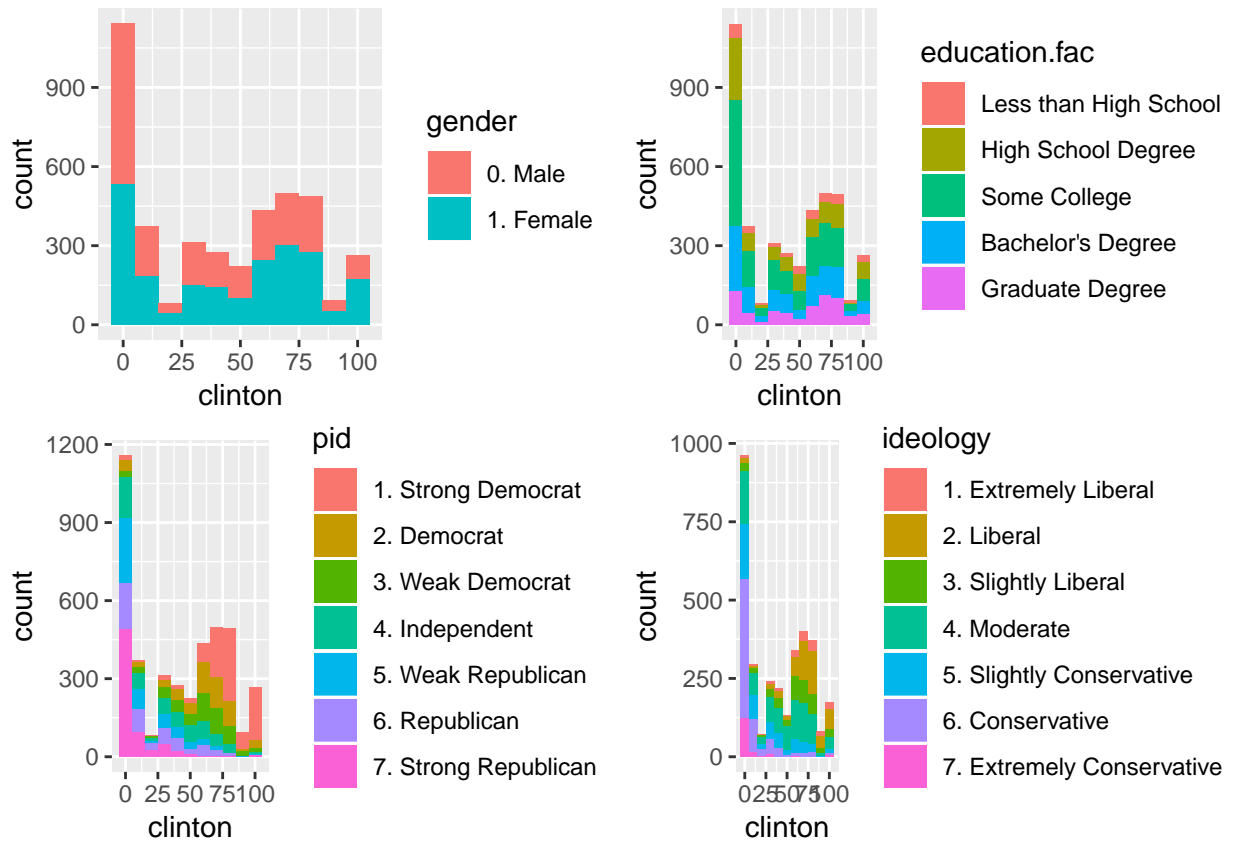 900
600
300
0
count
0 25 50 75 100
clinton
gender
0. Male
1. Female
900
600
300
0
count
0 25 50 75 100
clinton
education.fac
Less than High School
High School Degree
Some College
Bachelor's Degree
Graduate Degree
1200
900
600
300
0
count
0 25 50 75 100
clinton
pid
1. Strong Democrat
2. Democrat
3. Weak Democrat
4. Independent
5. Weak Republican
6. Republican
7. Strong Republican
1000
750
500
250
0
count
0 25 50 75 100
clinton
ideology
1. Extremely Liberal
2. Liberal
3. Slightly Liberal
4. Moderate
5. Slightly Conservative
6. Conservative
7. Extremely Conservative